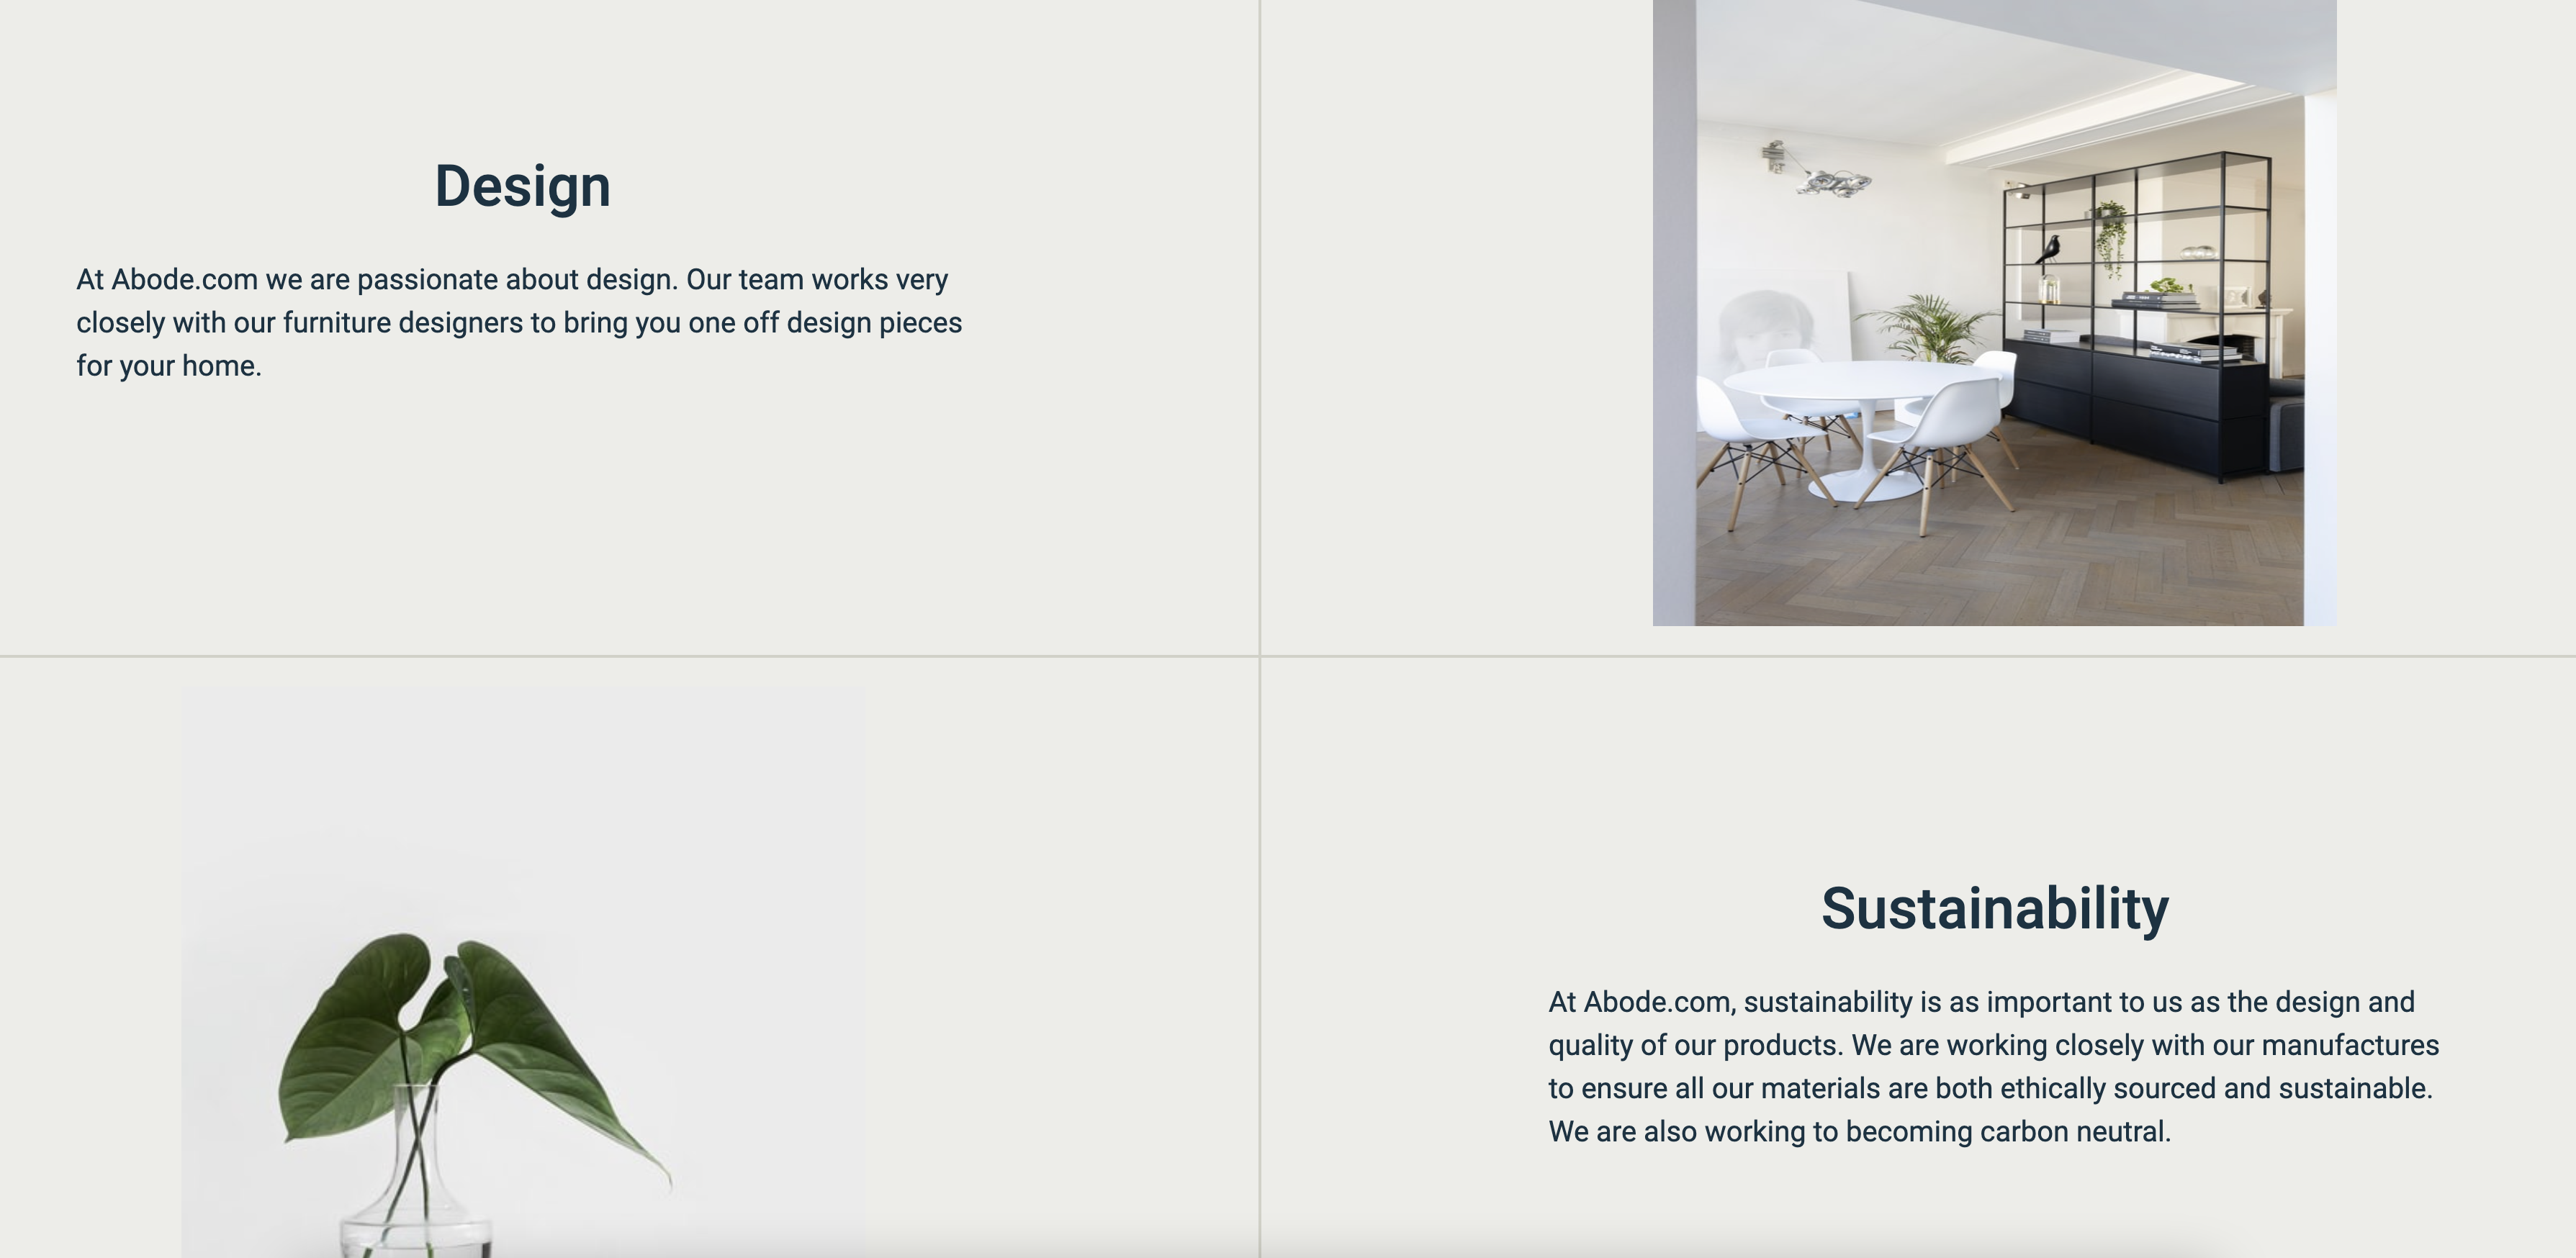 Design
At Abode.com we are passionate about design. Our team works very
closely with our furniture designers to bring you one off design pieces
for your home.
Sustainability
At Abode.com, sustainability is as important to us as the design and
quality of our products. We are working closely with our manufactures
to ensure all our materials are both ethically sourced and sustainable.
We are also working to becoming carbon neutral.